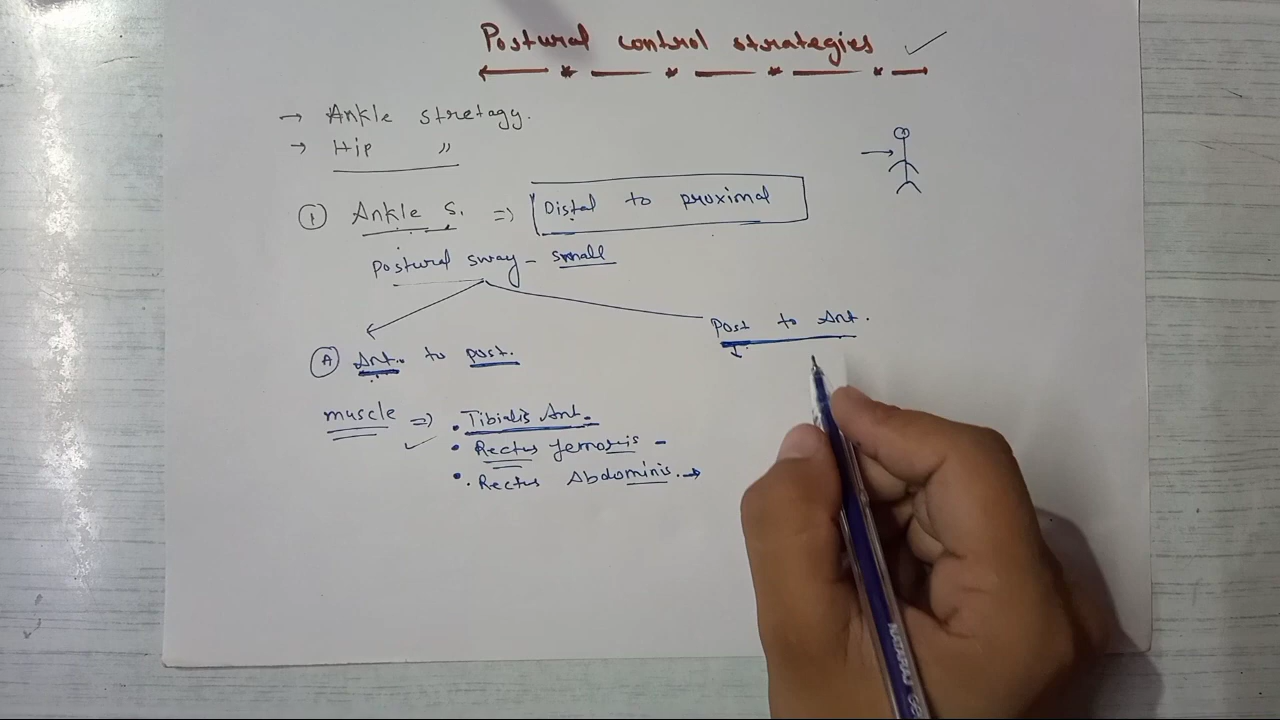 Postural control strategies
→ Ankle stretagy.
→ Hip "
① Ankle S. => Distal to proximal
Postural sway - small
Ⓐ Ant. to post.
Post to Ant.
muscle => • Tibialis Ant.
• Rectus femoris -
• Rectus Abdominis. →